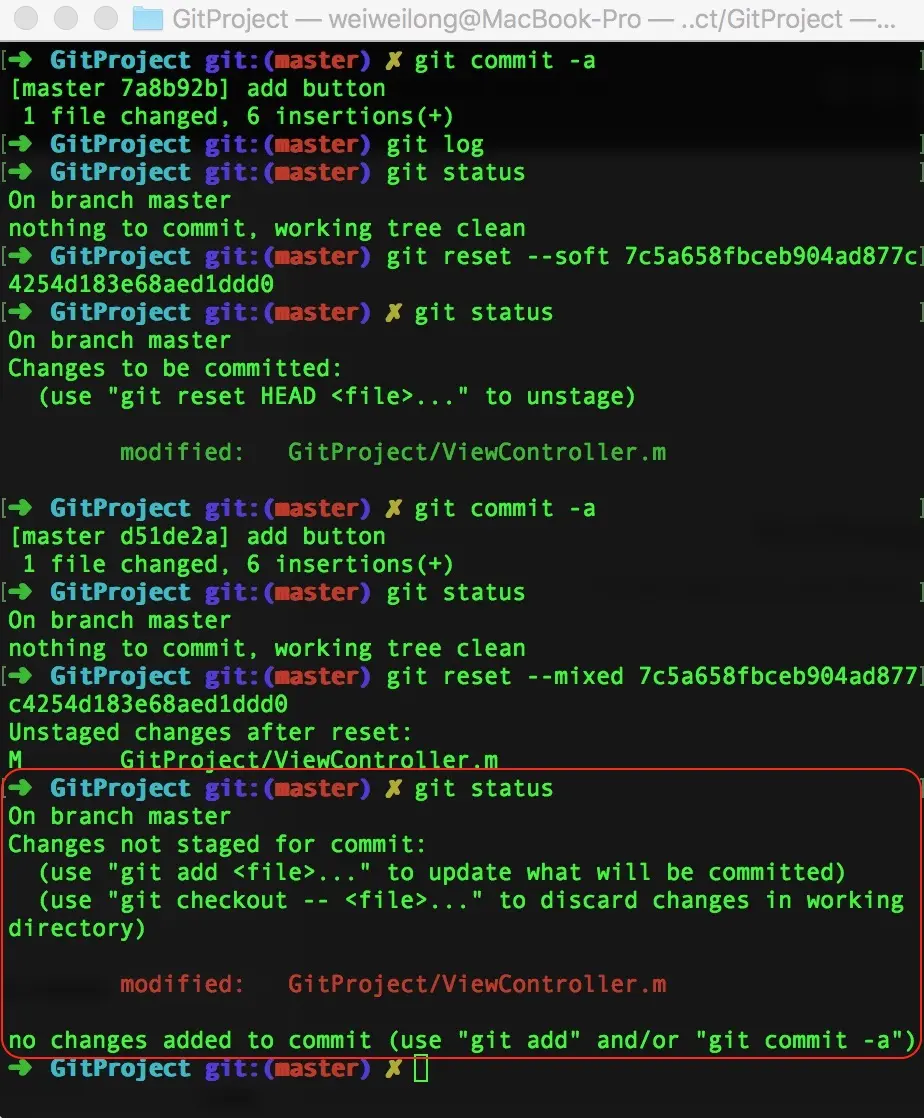 GitProject — weiweilong@MacBook-Pro — ..ct/GitProject —...
[➜  GitProject git:(master) ✗ git commit -a ]
[master 7a8b92b] add button
 1 file changed, 6 insertions(+)
[➜  GitProject git:(master) git log ]
[➜  GitProject git:(master) git status ]
On branch master
nothing to commit, working tree clean
[➜  GitProject git:(master) git reset --soft 7c5a658fbceb904ad877c]
4254d183e68aed1ddd0
[➜  GitProject git:(master) ✗ git status ]
On branch master
Changes to be committed:
  (use "git reset HEAD <file>..." to unstage)
        modified:   GitProject/ViewController.m
[➜  GitProject git:(master) ✗ git commit -a ]
[master d51de2a] add button
 1 file changed, 6 insertions(+)
[➜  GitProject git:(master) git status ]
On branch master
nothing to commit, working tree clean
[➜  GitProject git:(master) git reset --mixed 7c5a658fbceb904ad877]
c4254d183e68aed1ddd0
Unstaged changes after reset:
M       GitProject/ViewController.m
[➜  GitProject git:(master) ✗ git status ]
On branch master
Changes not staged for commit:
  (use "git add <file>..." to update what will be committed)
  (use "git checkout -- <file>..." to discard changes in working
directory)
        modified:   GitProject/ViewController.m
no changes added to commit (use "git add" and/or "git commit -a")
➜  GitProject git:(master) ✗